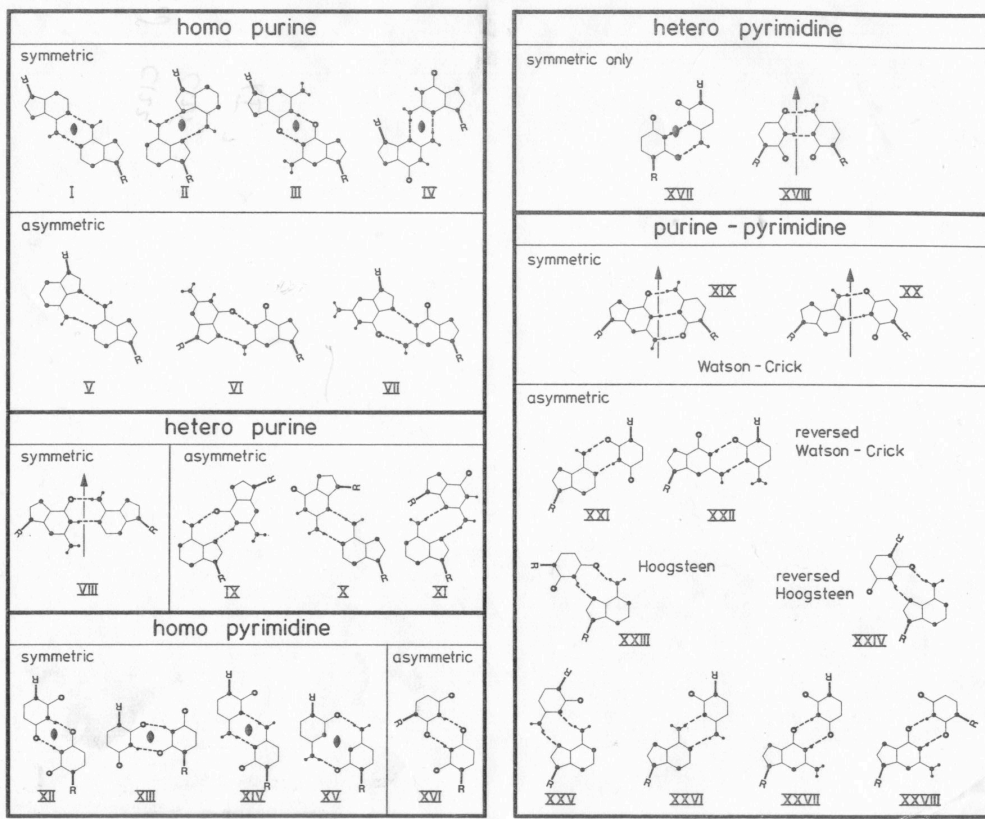 homo purine
symmetric
R R R R
I II III IV
R R R R
asymmetric
R R R
R R R
V VI VII
hetero purine
symmetric
asymmetric
R R R R R
R R R
VIII IX X XI
homo pyrimidine
symmetric
asymmetric
R R R R R
R R R R R
XII XIII XIV XV XVI
hetero pyrimidine
symmetric only
R
R R R
XVII XVIII
purine - pyrimidine
symmetric
XIX XX
R R R R
Watson - Crick
asymmetric
R R
reversed
Watson - Crick
R R
XXI XXII
R R
Hoogsteen
reversed
Hoogsteen
R R
XXIII XXIV
R R R R
R R R R
XXV XXVI XXVII XXVIII